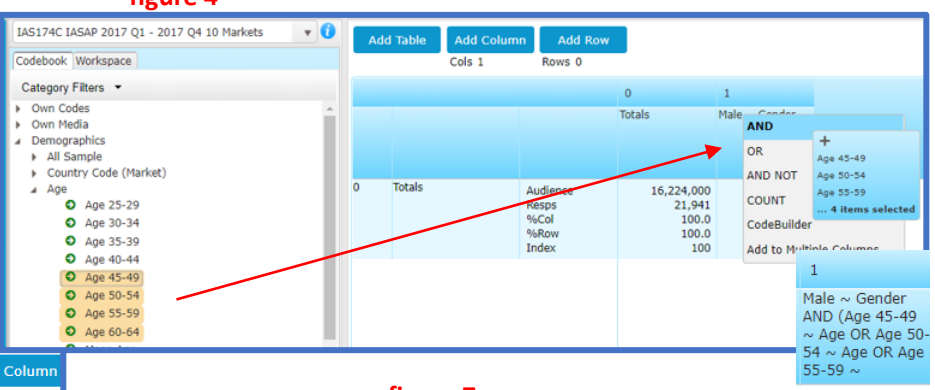 figure 4
IAS174C IASAP 2017 Q1 - 2017 Q4 10 Markets
Codebook Workspace
Category Filters
Own Codes
Own Media
Demographics
All Sample
Country Code (Market)
Age
Age 25-29
Age 30-34
Age 35-39
Age 40-44
Age 45-49
Age 50-54
Age 55-59
Age 60-64
Add Table Add Column Add Row
Cols 1 Rows 0
0 1
Totals Male Gender
0 Totals
Audience 16,224,000
Resps 21,941
%Col 100.0
%Row 100.0
Index 100
AND
OR
AND NOT
COUNT
CodeBuilder
Add to Multiple Columns
+
Age 45-49
Age 50-54
Age 55-59
... 4 items selected
1
Male ~ Gender
AND (Age 45-49
~ Age OR Age 50-
54 ~ Age OR Age
55-59 ~
Column